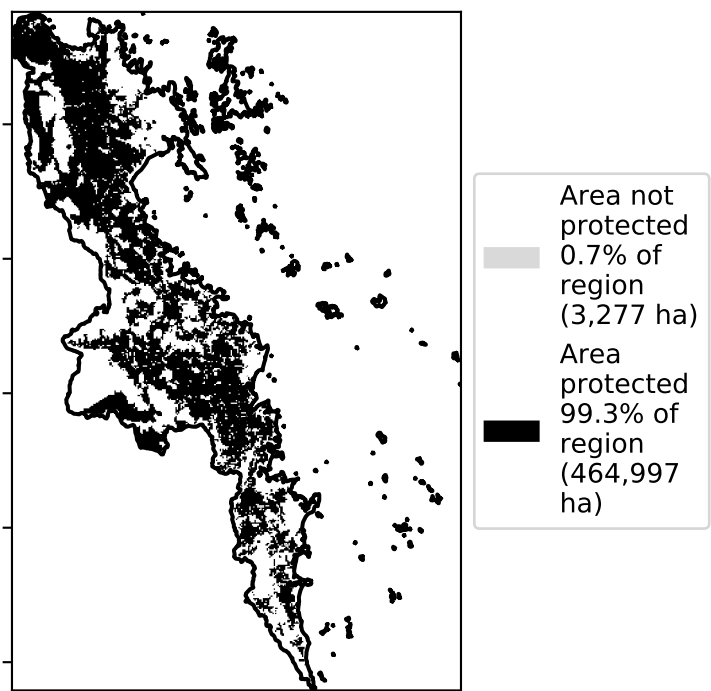 Area not
protected
0.7% of
region
(3,277 ha)
Area
protected
99.3% of
region
(464,997
ha)